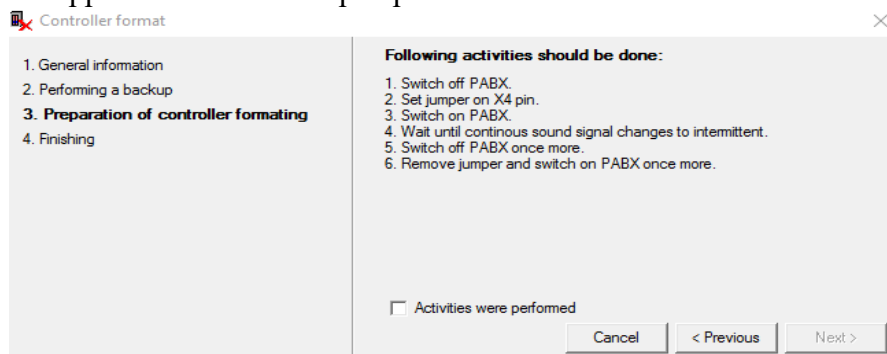 Controller format
1. General information
2. Performing a backup
3. Preparation of controller formating
4. Finishing
Following activities should be done:
1. Switch off PABX.
2. Set jumper on X4 pin.
3. Switch on PABX.
4. Wait until continous sound signal changes to intermittent.
5. Switch off PABX once more.
6. Remove jumper and switch on PABX once more.
Activities were performed
Cancel
< Previous
Next >